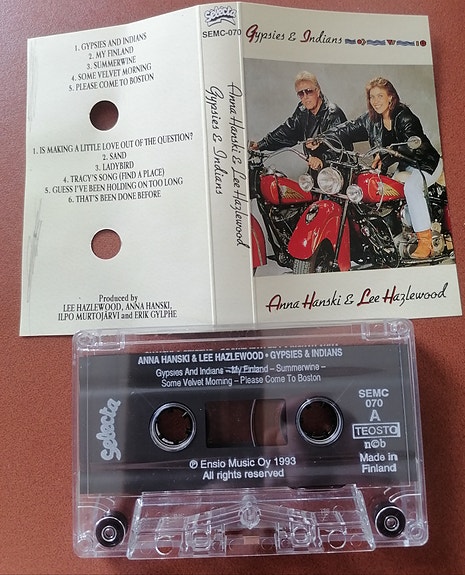 1. GYPSIES AND INDIANS
2. MY FINLAND
3. SUMMERWINE
4. SOME VELVET MORNING
5. PLEASE COME TO BOSTON
1. IS MAKING A LITTLE LOVE OUT OF THE QUESTION?
2. SAND
3. LADYBIRD
4. TRACY'S SONG (FIND A PLACE)
5. GUESS I'VE BEEN HOLDING ON TOO LONG
6. THAT'S BEEN DONE BEFORE
Produced by
LEE HAZLEWOOD, ANNA HANSKI,
ILPO MURTOJÄRVI and ERIK GYLPHE
Selecta
SEMC-070
Anna Hanski & Lee Hazlewood
Gypsies & Indians
Gypsies & Indians
Anna Hanski & Lee Hazlewood
ANNA HANSKI & LEE HAZLEWOOD • GYPSIES & INDIANS
Gypsies And Indians – My Finland – Summerwine –
Some Velvet Morning – Please Come To Boston
Selecta
SEMC
070
A
TEOSTO
n©b
Made in
Finland
℗ Ensio Music Oy 1993
All rights reserved